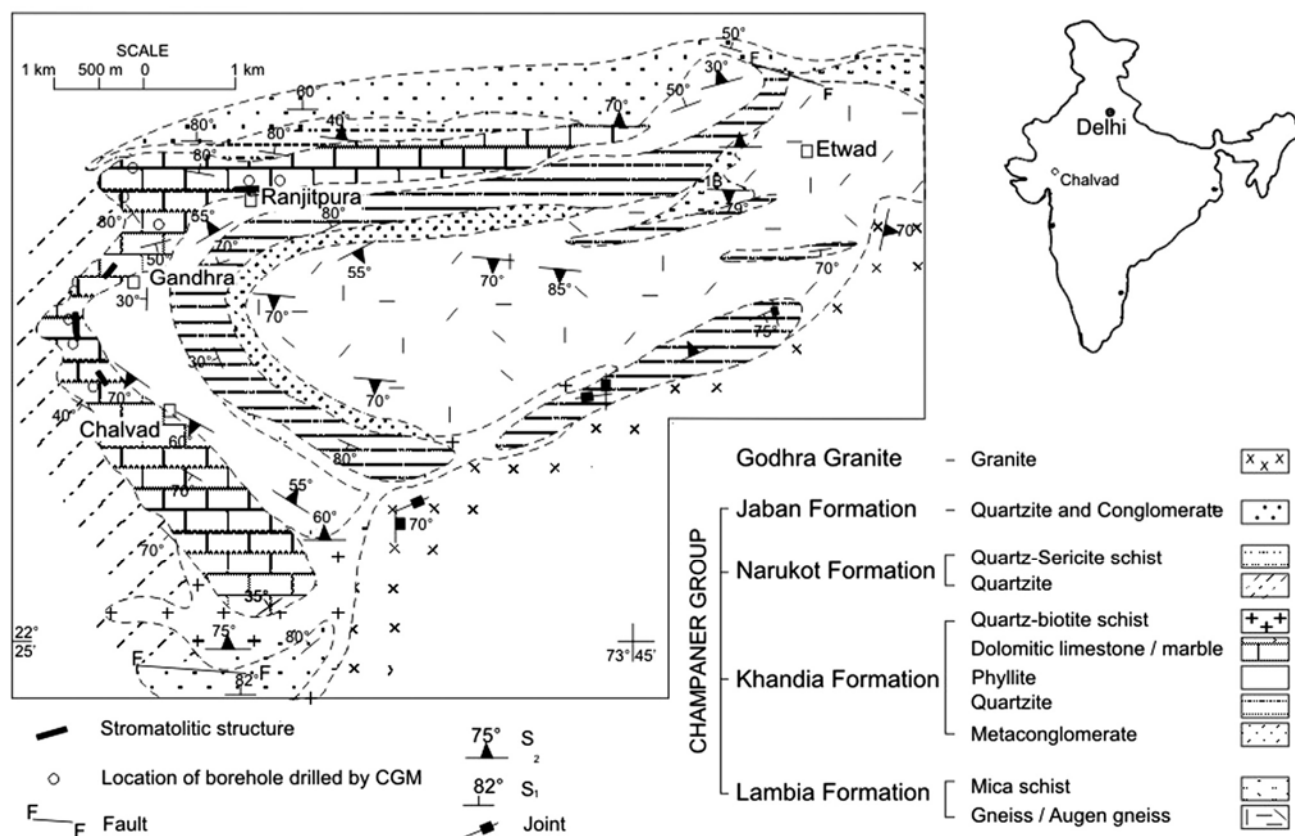 SCALE
1 km 500 m 0 1 km
50°
F
30°
F
50°
60°
70°
40°
80°
80°
80°
Etwad
Ranjitpura
13
79°
80°
55°
80°
70°
70°
50°
Gandhra
55°
70°
85°
70°
30°
70°
75°
30°
70°
70°
40°
Chalvad
60°
80°
70°
55°
60°
70°
70°
35°
75°
80°
22°
25'
73° 45'
F
F
82°
Delhi
Chalvad
Godhra Granite - Granite
Jaban Formation - Quartzite and Conglomerate
Narukot Formation
Quartz-Sericite schist
Quartzite
CHAMPANER GROUP
Khandia Formation
Quartz-biotite schist
Dolomitic limestone / marble
Phyllite
Quartzite
Metaconglomerate
Lambia Formation
Mica schist
Gneiss / Augen gneiss
Stromatolitic structure
Location of borehole drilled by CGM
F
F
Fault
75° S2
82° S1
Joint